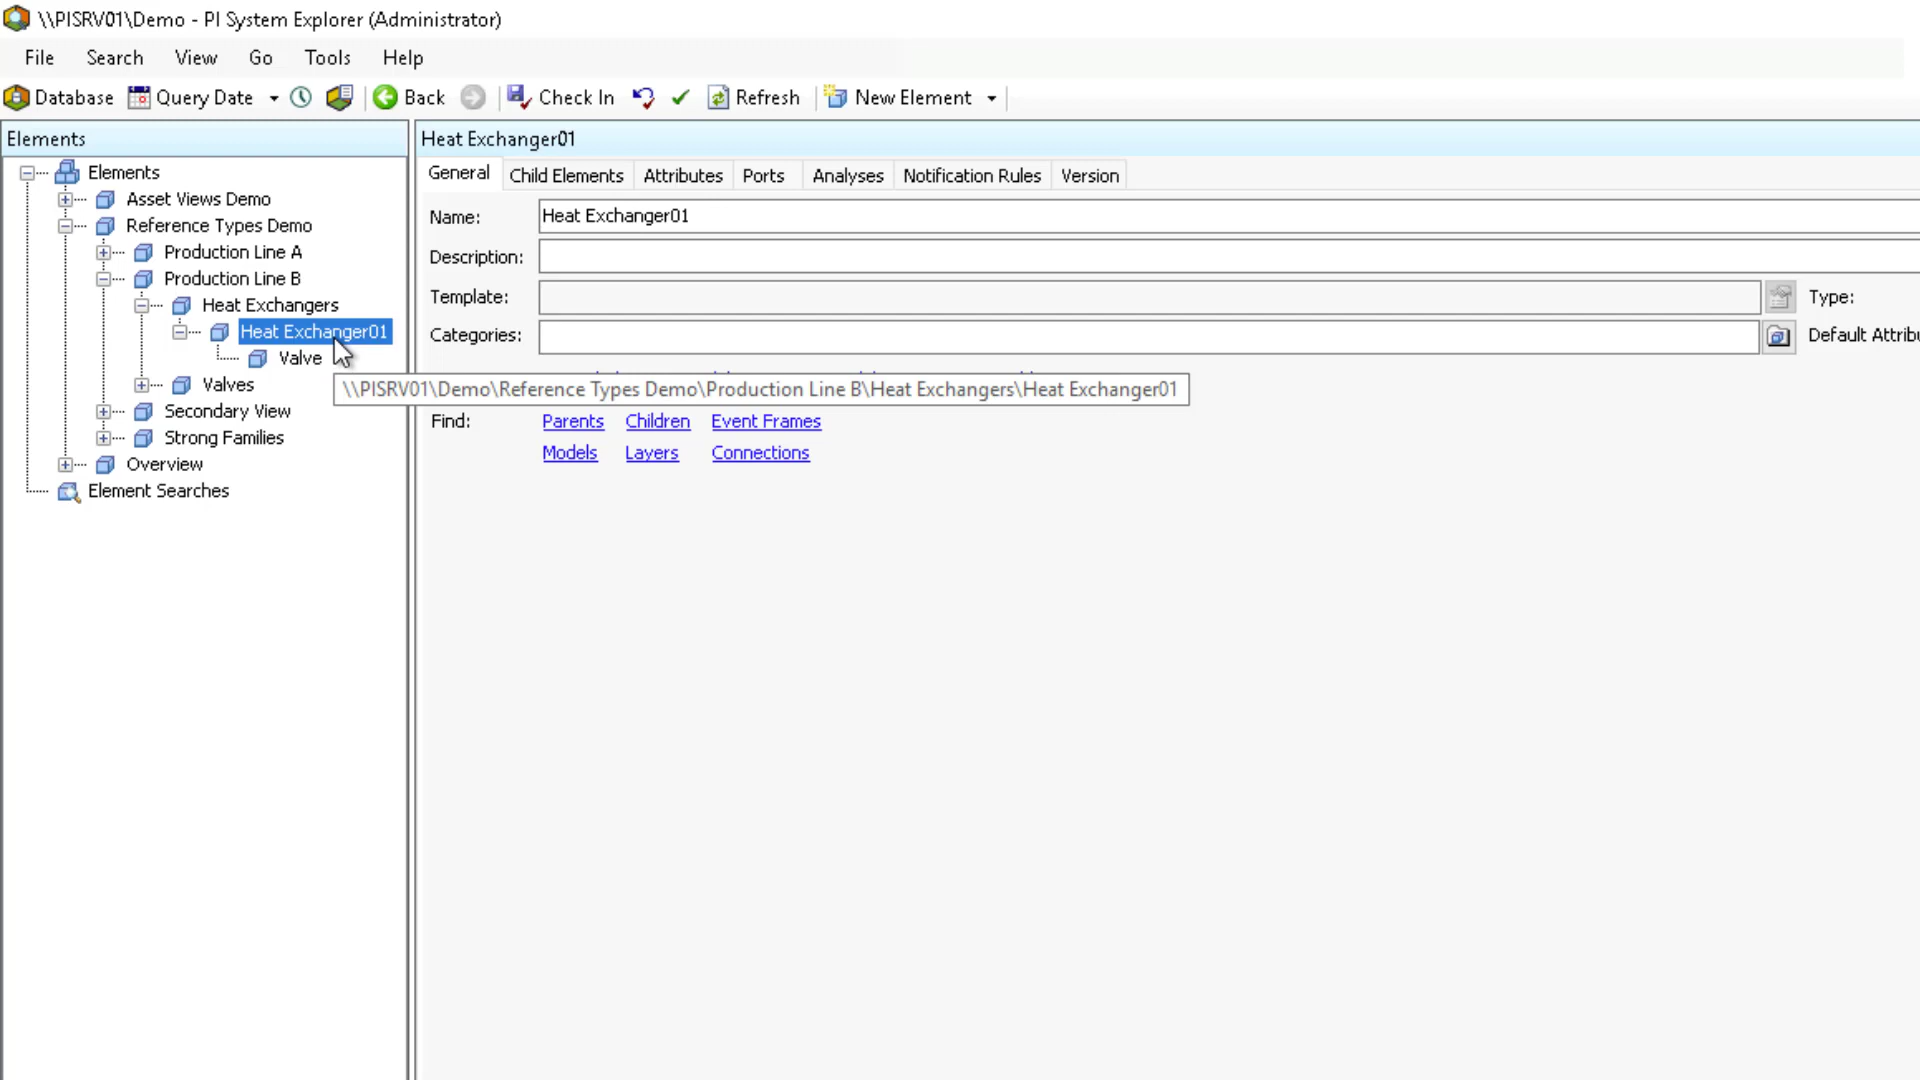 \\PISRV01\Demo - PI System Explorer (Administrator)
File Search View Go Tools Help
Database Query Date Back Check In Refresh New Element
Elements
Elements
Asset Views Demo
Reference Types Demo
Production Line A
Production Line B
Heat Exchangers
Heat Exchanger01
Valve
Valves
Secondary View
Strong Families
Overview
Element Searches
Heat Exchanger01
General Child Elements Attributes Ports Analyses Notification Rules Version
Name: Heat Exchanger01
Description:
Template: Type:
Categories: Default
\\PISRV01\Demo\Reference Types Demo\Production Line B\Heat Exchangers\Heat Exchanger01
Find: Parents Children Event Frames
Models Layers Connections